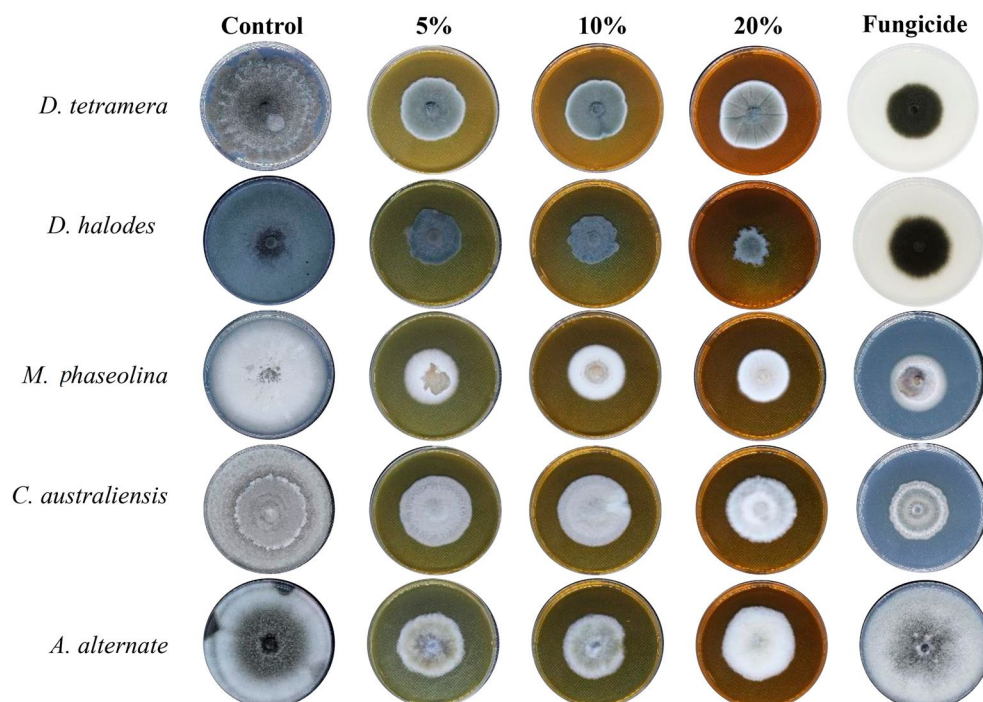 Control 5% 10% 20% Fungicide
D. tetramera
D. halodes
M. phaseolina
C. australiensis
A. alternate